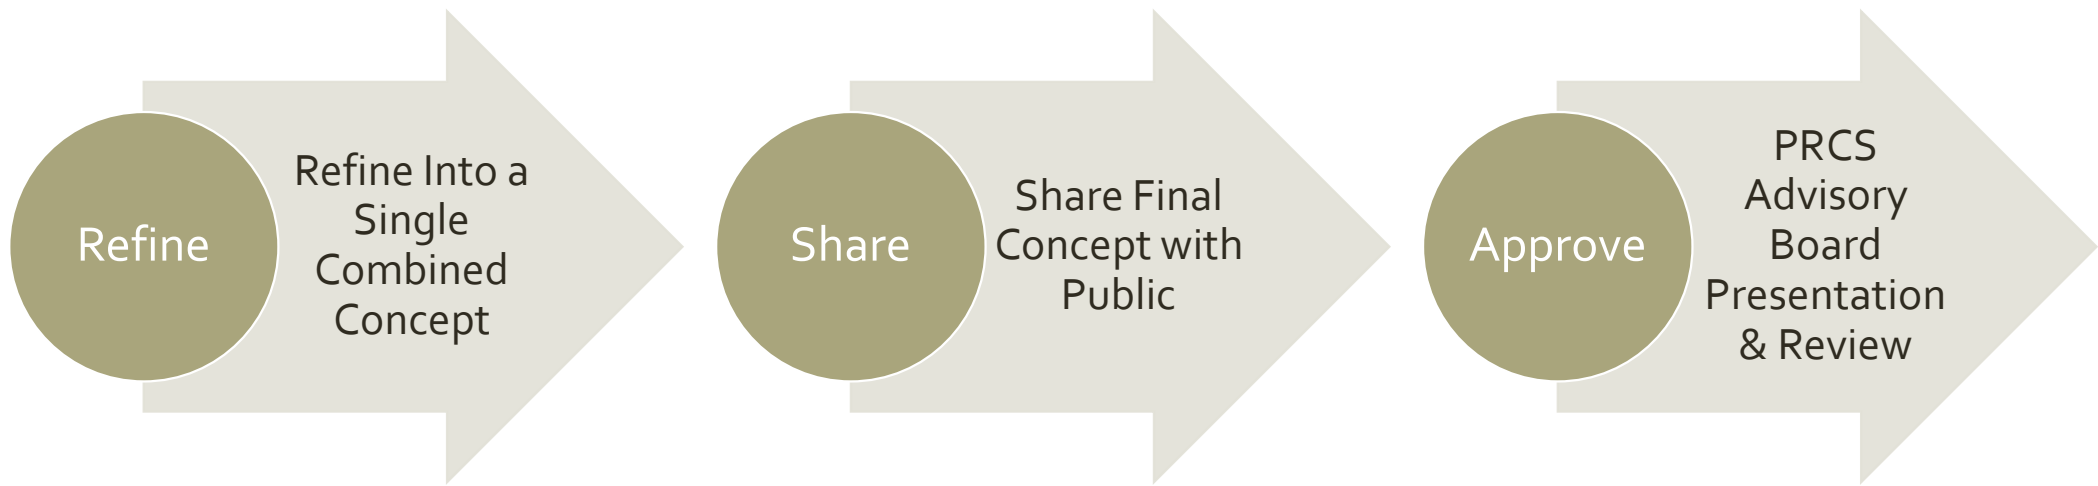 Refine
Refine Into a
Single
Combined
Concept
Share
Share Final
Concept with
Public
Approve
PRCS
Advisory
Board
Presentation
& Review